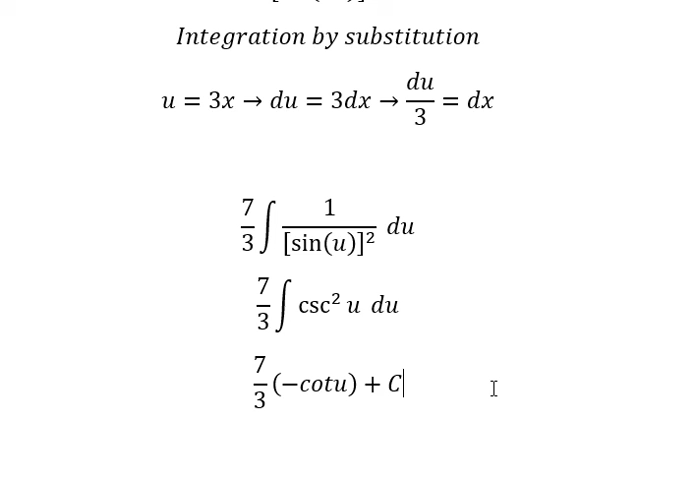 Integration by substitution
u = 3x → du = 3dx → du/3 = dx
7/3 ∫ 1/[sin(u)]² du
7/3 ∫ csc² u du
7/3 (−cotu) + C